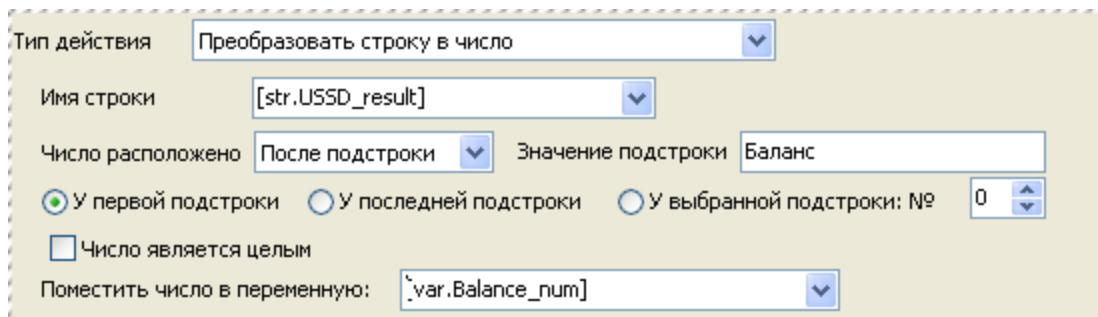 Тип действия Преобразовать строку в число
Имя строки [str.USSD_result]
Число расположено После подстроки Значение подстроки Баланс
У первой подстроки У последней подстроки У выбранной подстроки: № 0
Число является целым
Поместить число в переменную: [var.Balance_num]